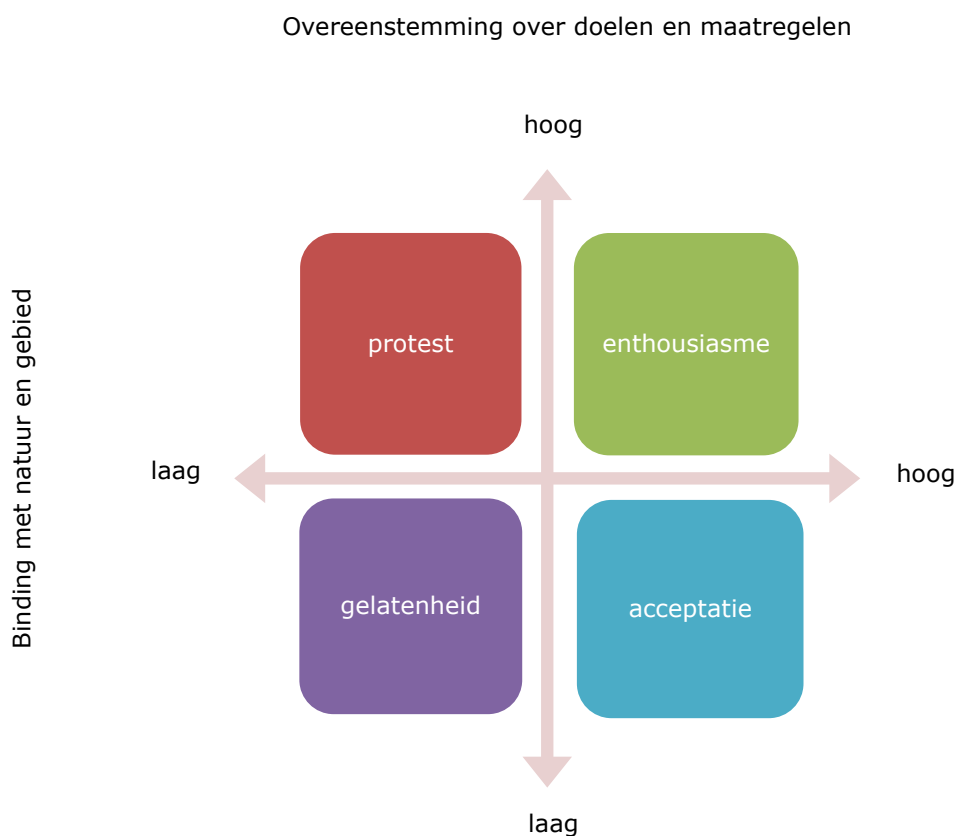 Overeenstemming over doelen en maatregelen
hoog
Binding met natuur en gebied
protest
enthousiasme
laag
hoog
gelatenheid
acceptatie
laag